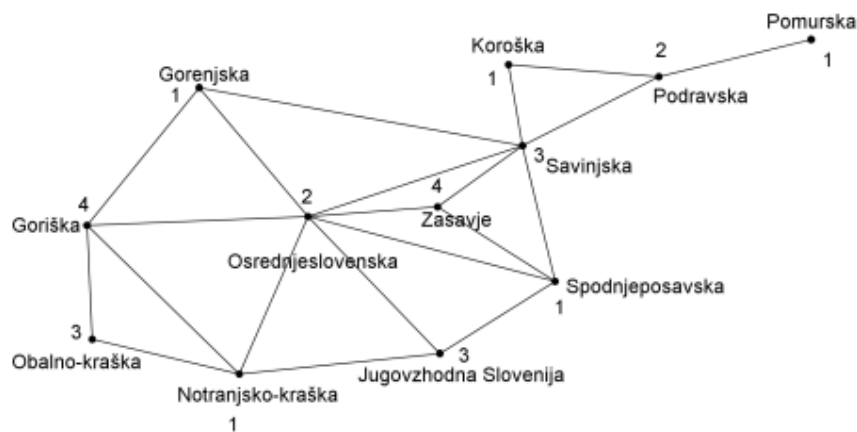 Pomurska
1
Koroška
1
2
Podravska
Gorenjska
1
3
Savinjska
4
Zasavje
4
Goriška
2
Osrednjeslovenska
Spodnjeposavska
1
3
Obalno-kraška
3
Jugovzhodna Slovenija
Notranjsko-kraška
1